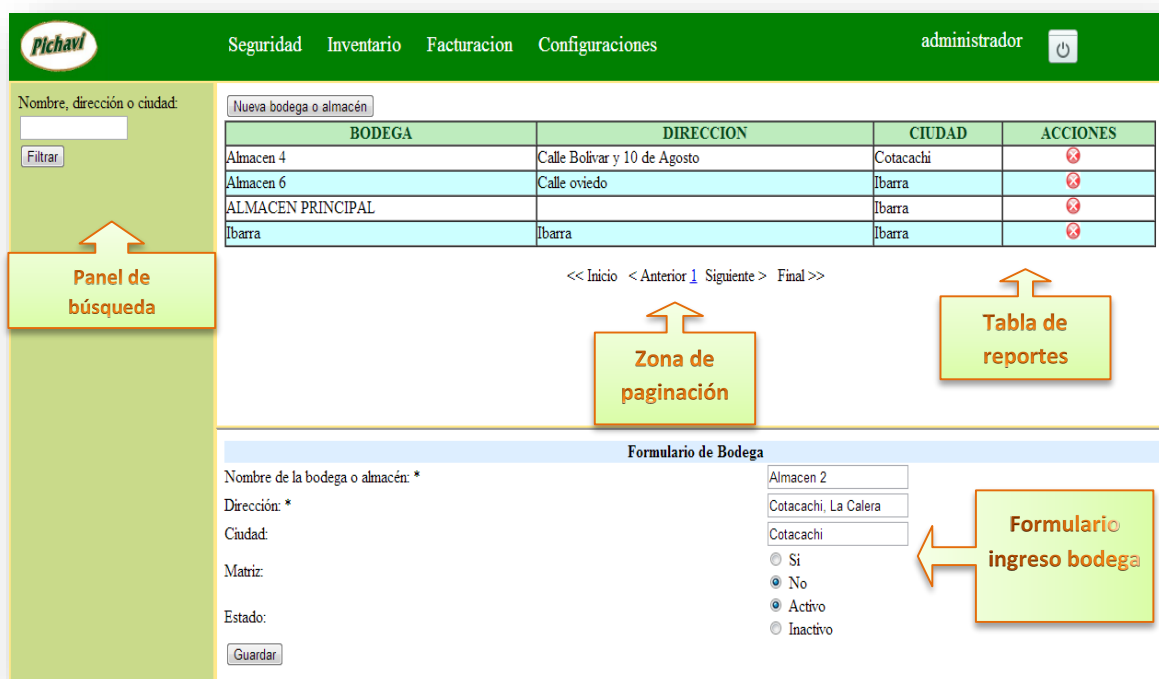 Pichavi
Seguridad Inventario Facturacion Configuraciones administrador
Nombre, dirección o ciudad:
Filtrar
Panel de
búsqueda
Nueva bodega o almacén
BODEGA DIRECCION CIUDAD ACCIONES
Almacen 4 Calle Bolivar y 10 de Agosto Cotacachi
Almacen 6 Calle oviedo Ibarra
ALMACEN PRINCIPAL Ibarra
Ibarra Ibarra Ibarra
<< Inicio < Anterior 1 Siguiente > Final >>
Zona de
paginación
Tabla de
reportes
Formulario de Bodega
Nombre de la bodega o almacén: * Almacen 2
Dirección: * Cotacachi, La Calera
Ciudad: Cotacachi
Matriz: Si
No
Estado: Activo
Inactivo
Guardar
Formulario
ingreso bodega